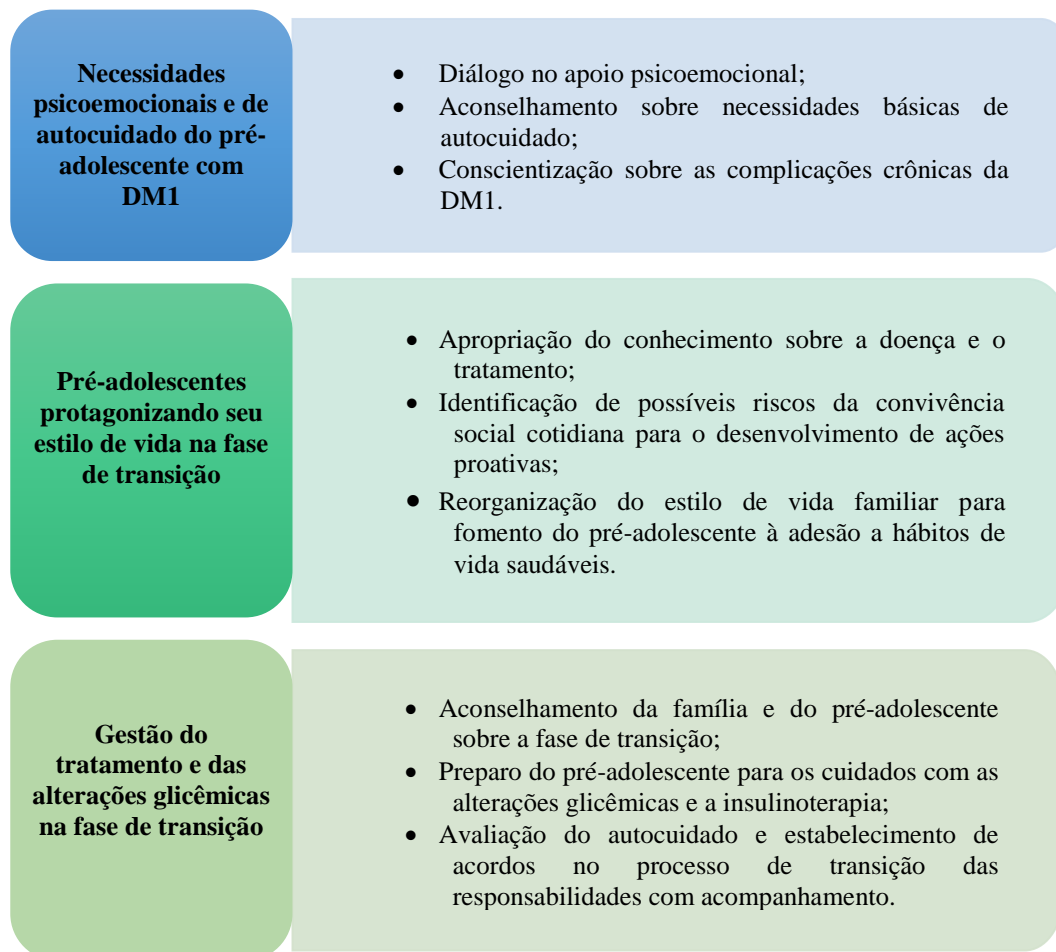 Necessidades
psicoemocionais e de
autocuidado do pré-
adolescente com
DM1
• Diálogo no apoio psicoemocional;
• Aconselhamento sobre necessidades básicas de
autocuidado;
• Conscientização sobre as complicações crônicas da
DM1.
Pré-adolescentes
protagonizando seu
estilo de vida na fase
de transição
• Apropriação do conhecimento sobre a doença e o
tratamento;
• Identificação de possíveis riscos da convivência
social cotidiana para o desenvolvimento de ações
proativas;
• Reorganização do estilo de vida familiar para
fomento do pré-adolescente à adesão a hábitos de
vida saudáveis.
Gestão do
tratamento e das
alterações glicêmicas
na fase de transição
• Aconselhamento da família e do pré-adolescente
sobre a fase de transição;
• Preparo do pré-adolescente para os cuidados com as
alterações glicêmicas e a insulinoterapia;
• Avaliação do autocuidado e estabelecimento de
acordos no processo de transição das
responsabilidades com acompanhamento.